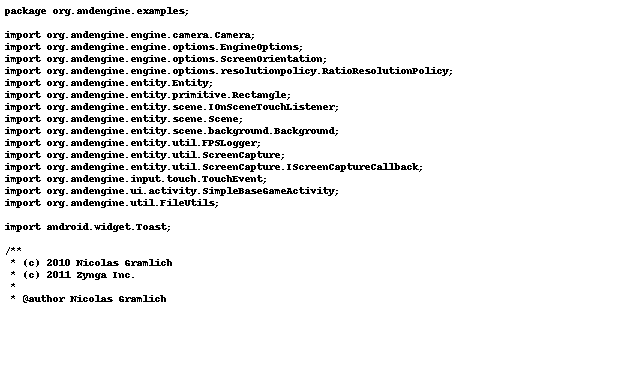 package org.andengine.examples;

import org.andengine.engine.camera.Camera;
import org.andengine.engine.options.EngineOptions;
import org.andengine.engine.options.ScreenOrientation;
import org.andengine.engine.options.resolutionpolicy.RatioResolutionPolicy;
import org.andengine.entity.Entity;
import org.andengine.entity.primitive.Rectangle;
import org.andengine.entity.scene.IOnSceneTouchListener;
import org.andengine.entity.scene.Scene;
import org.andengine.entity.scene.background.Background;
import org.andengine.entity.util.FPSLogger;
import org.andengine.entity.util.ScreenCapture;
import org.andengine.entity.util.ScreenCapture.IScreenCaptureCallback;
import org.andengine.input.touch.TouchEvent;
import org.andengine.ui.activity.SimpleBaseGameActivity;
import org.andengine.util.FileUtils;

import android.widget.Toast;

/**
 * (c) 2010 Nicolas Gramlich
 * (c) 2011 Zynga Inc.
 *
 * @author Nicolas Gramlich